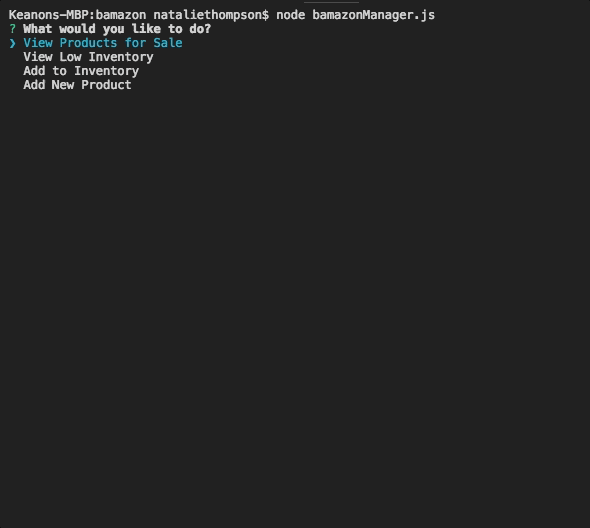 Keanons-MBP:bamazon nataliethompson$ node bamazonManager.js
? What would you like to do?
❯ View Products for Sale
View Low Inventory
Add to Inventory
Add New Product